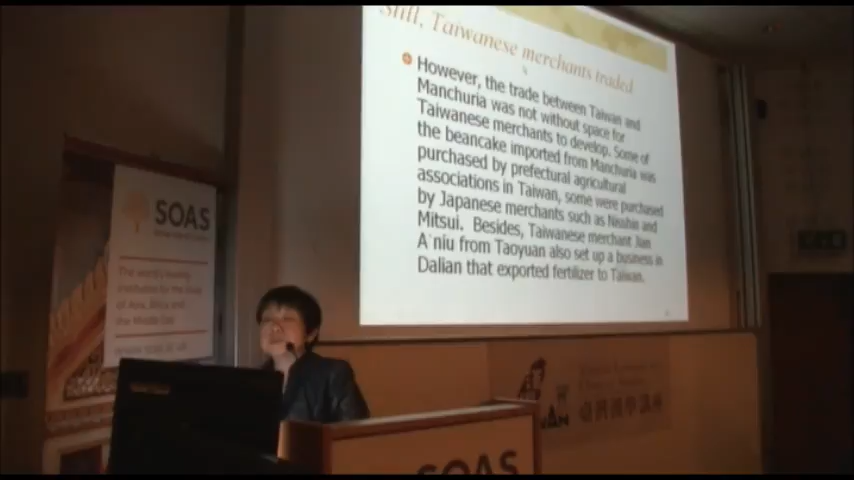 Still, Taiwanese merchants traded
However, the trade between Taiwan and
Manchuria was not without space for
Taiwanese merchants to develop. Some of
the beancake imported from Manchuria was
purchased by prefectural agricultural
associations in Taiwan, some were purchased
by Japanese merchants such as Nisshin and
Mitsui. Besides, Taiwanese merchant Jian
A'niu from Taoyuan also set up a business in
Dalian that exported fertilizer to Taiwan.
SOAS
The world's leading
institution for the study
of Asia, Africa and
the Middle East
SOAS